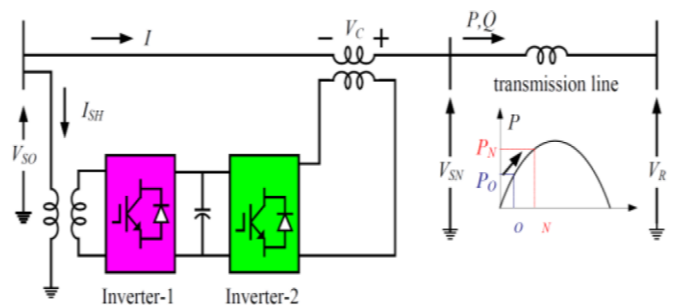 I
− V_C +
P,Q
transmission line
I_SH
V_SO
V_SN
V_R
P
P_N
P_O
O N
Inverter-1 Inverter-2